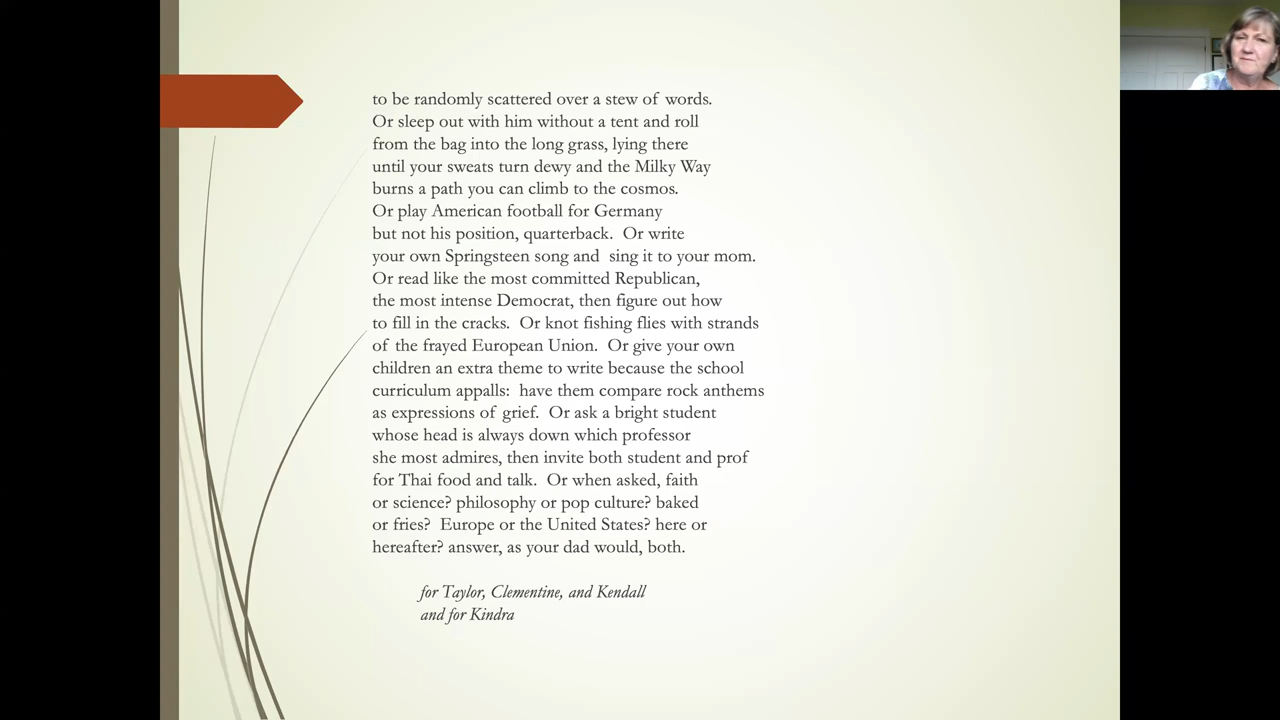 to be randomly scattered over a stew of words.
Or sleep out with him without a tent and roll
from the bag into the long grass, lying there
until your sweats turn dewy and the Milky Way
burns a path you can climb to the cosmos.
Or play American football for Germany
but not his position, quarterback.  Or write
your own Springsteen song and  sing it to your mom.
Or read like the most committed Republican,
the most intense Democrat, then figure out how
to fill in the cracks.  Or knot fishing flies with strands
of the frayed European Union.  Or give your own
children an extra theme to write because the school
curriculum appalls:  have them compare rock anthems
as expressions of grief.  Or ask a bright student
whose head is always down which professor
she most admires, then invite both student and prof
for Thai food and talk.  Or when asked, faith
or science? philosophy or pop culture? baked
or fries?  Europe or the United States? here or
hereafter? answer, as your dad would, both.
for Taylor, Clementine, and Kendall
and for Kindra